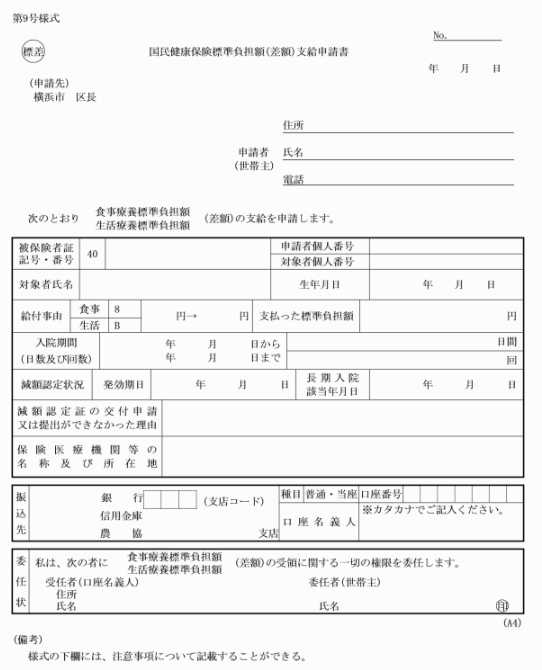 第9号様式
標差
国民健康保険標準負担額(差額)支給申請書
No.
年 月 日
(申請先)
横浜市 区長
住所
申請者 氏名
(世帯主)
電話
次のとおり 食事療養標準負担額 (差額)の支給を申請します。
生活療養標準負担額
被保険者証 40 申請者個人番号
記号・番号 対象者個人番号
対象者氏名 生年月日 年 月 日
給付事由 食事 8 円→ 円 支払った標準負担額 円
生活 B
入院期間 年 月 日から 日間
(日数及び回数) 年 月 日まで 回
減額認定状況 発効期日 年 月 日 長期入院 年 月 日
該当年月日
減額認定証の交付申請
又は提出ができなかった理由
保険医療機関等の
名称及び所在地
振込先 銀行 (支店コード) 種目 普通・当座 口座番号
信用金庫 口座名義人 ※カタカナでご記入ください。
農協 支店
委任状 私は、次の者に 食事療養標準負担額 (差額)の受領に関する一切の権限を委任します。
生活療養標準負担額
受任者(口座名義人) 委任者(世帯主)
住所
氏名 氏名 印
(A4)
(備考)
様式の下欄には、注意事項について記載することができる。